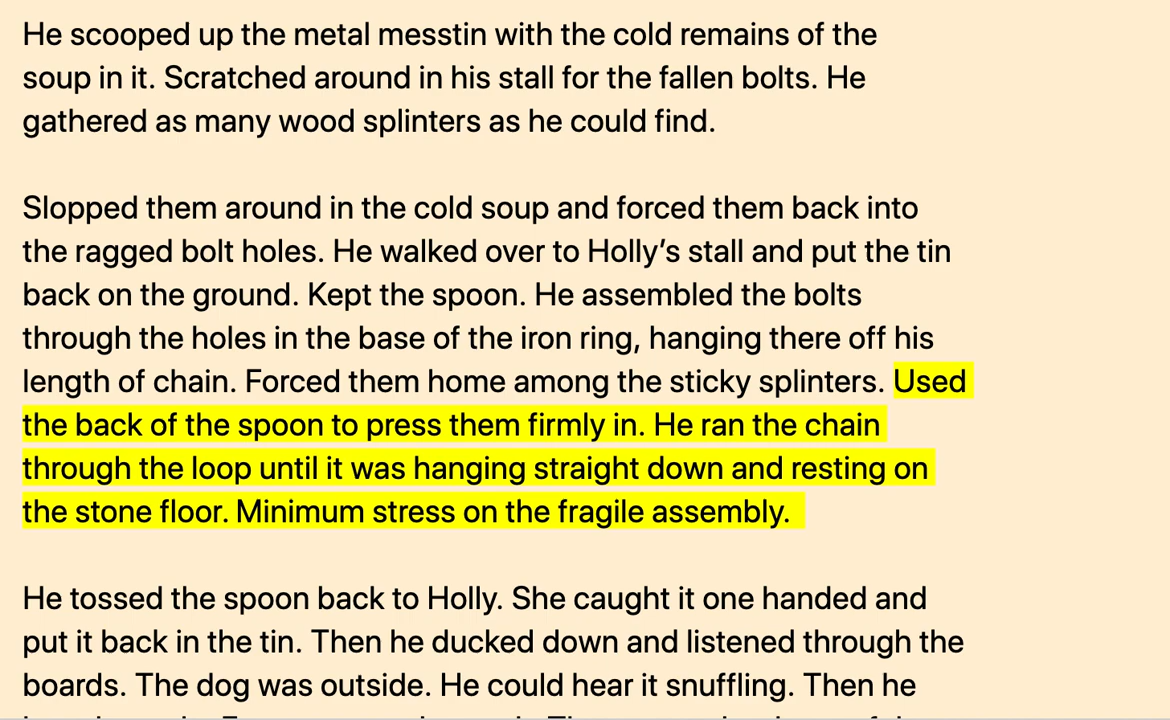 He scooped up the metal messtin with the cold remains of the
soup in it. Scratched around in his stall for the fallen bolts. He
gathered as many wood splinters as he could find.
Slopped them around in the cold soup and forced them back into
the ragged bolt holes. He walked over to Holly’s stall and put the tin
back on the ground. Kept the spoon. He assembled the bolts
through the holes in the base of the iron ring, hanging there off his
length of chain. Forced them home among the sticky splinters. Used
the back of the spoon to press them firmly in. He ran the chain
through the loop until it was hanging straight down and resting on
the stone floor. Minimum stress on the fragile assembly.
He tossed the spoon back to Holly. She caught it one handed and
put it back in the tin. Then he ducked down and listened through the
boards. The dog was outside. He could hear it snuffling. Then he